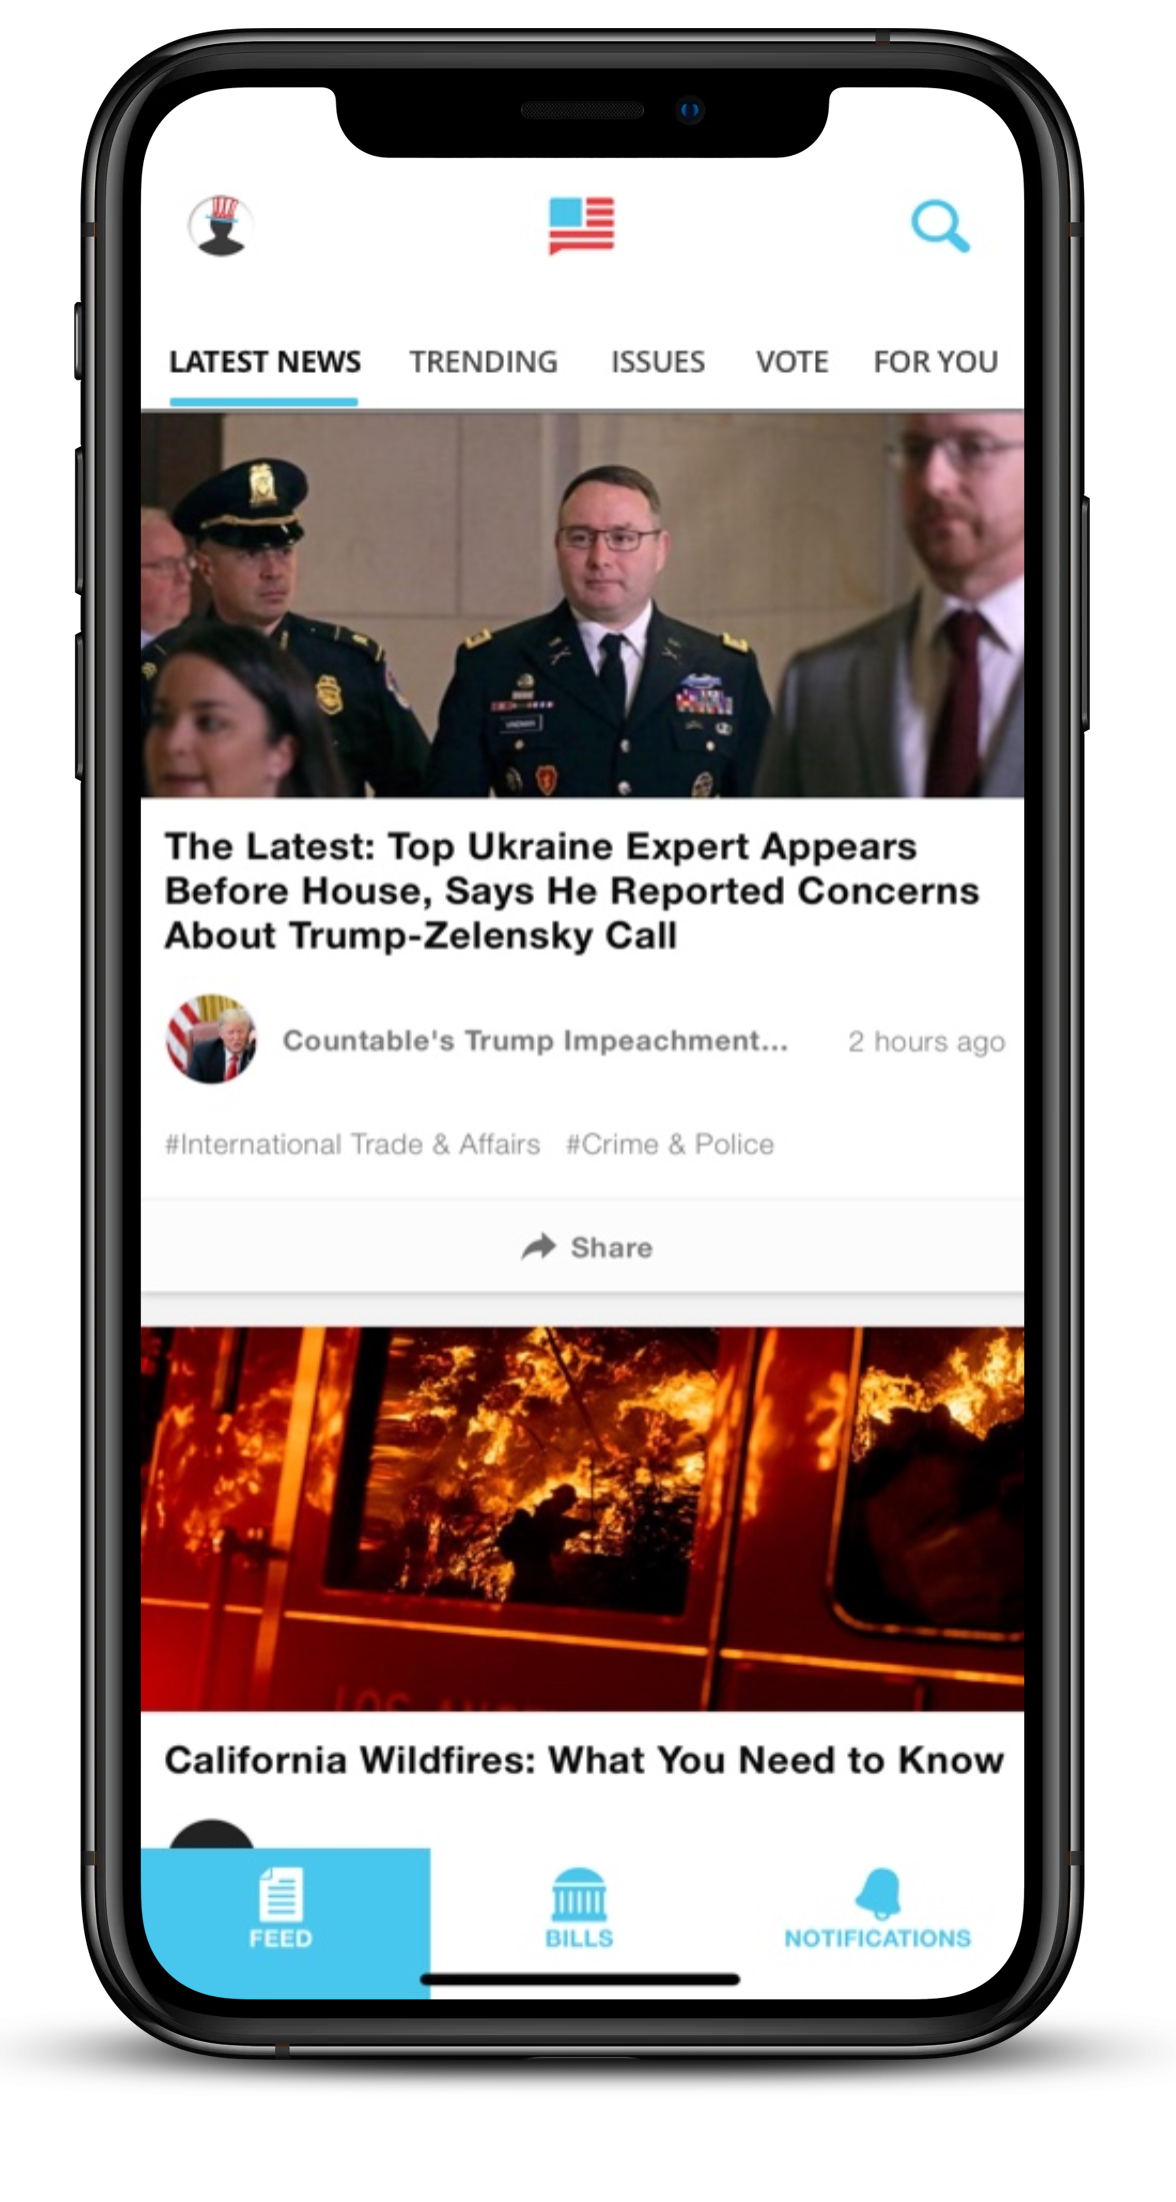 LATEST NEWS TRENDING ISSUES VOTE FOR YOU
VINDMAN
The Latest: Top Ukraine Expert Appears
Before House, Says He Reported Concerns
About Trump-Zelensky Call
Countable's Trump Impeachment... 2 hours ago
#International Trade & Affairs #Crime & Police
Share
California Wildfires: What You Need to Know
FEED BILLS NOTIFICATIONS